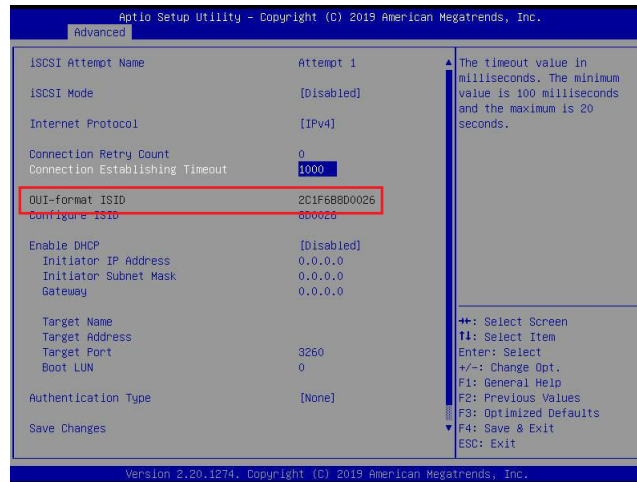 Aptio Setup Utility – Copyright (C) 2019 American Megatrends, Inc.
Advanced
iSCSI Attempt Name Attempt 1
iSCSI Mode [Disabled]
Internet Protocol [IPv4]
Connection Retry Count 0
Connection Establishing Timeout 1000
OUI-format ISID 2C1F6B8D0026
Configure ISID 8D0026
Enable DHCP [Disabled]
Initiator IP Address 0.0.0.0
Initiator Subnet Mask 0.0.0.0
Gateway 0.0.0.0
Target Name
Target Address
Target Port 3260
Boot LUN 0
Authentication Type [None]
Save Changes
The timeout value in
milliseconds. The minimum
value is 100 milliseconds
and the maximum is 20
seconds.
→←: Select Screen
↑↓: Select Item
Enter: Select
+/-: Change Opt.
F1: General Help
F2: Previous Values
F3: Optimized Defaults
F4: Save & Exit
ESC: Exit
Version 2.20.1274. Copyright (C) 2019 American Megatrends, Inc.